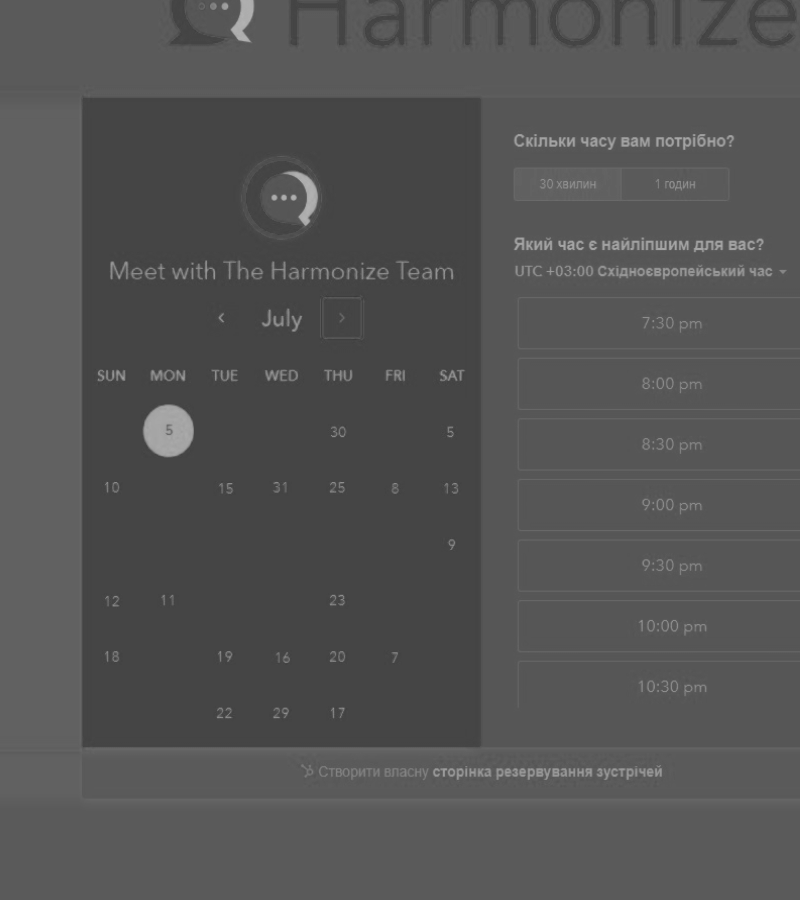 Harmonize
Meet with The Harmonize Team
July
SUN MON TUE WED THU FRI SAT
5 30 5
10 15 31 25 8 13
9
12 11 23
18 19 16 20 7
22 29 17
Скільки часу вам потрібно?
30 хвилин 1 годин
Який час є найліпшим для вас?
UTC +03:00 Східноєвропейський час
7:30 pm
8:00 pm
8:30 pm
9:00 pm
9:30 pm
10:00 pm
10:30 pm
Створити власну сторінка резервування зустрічей